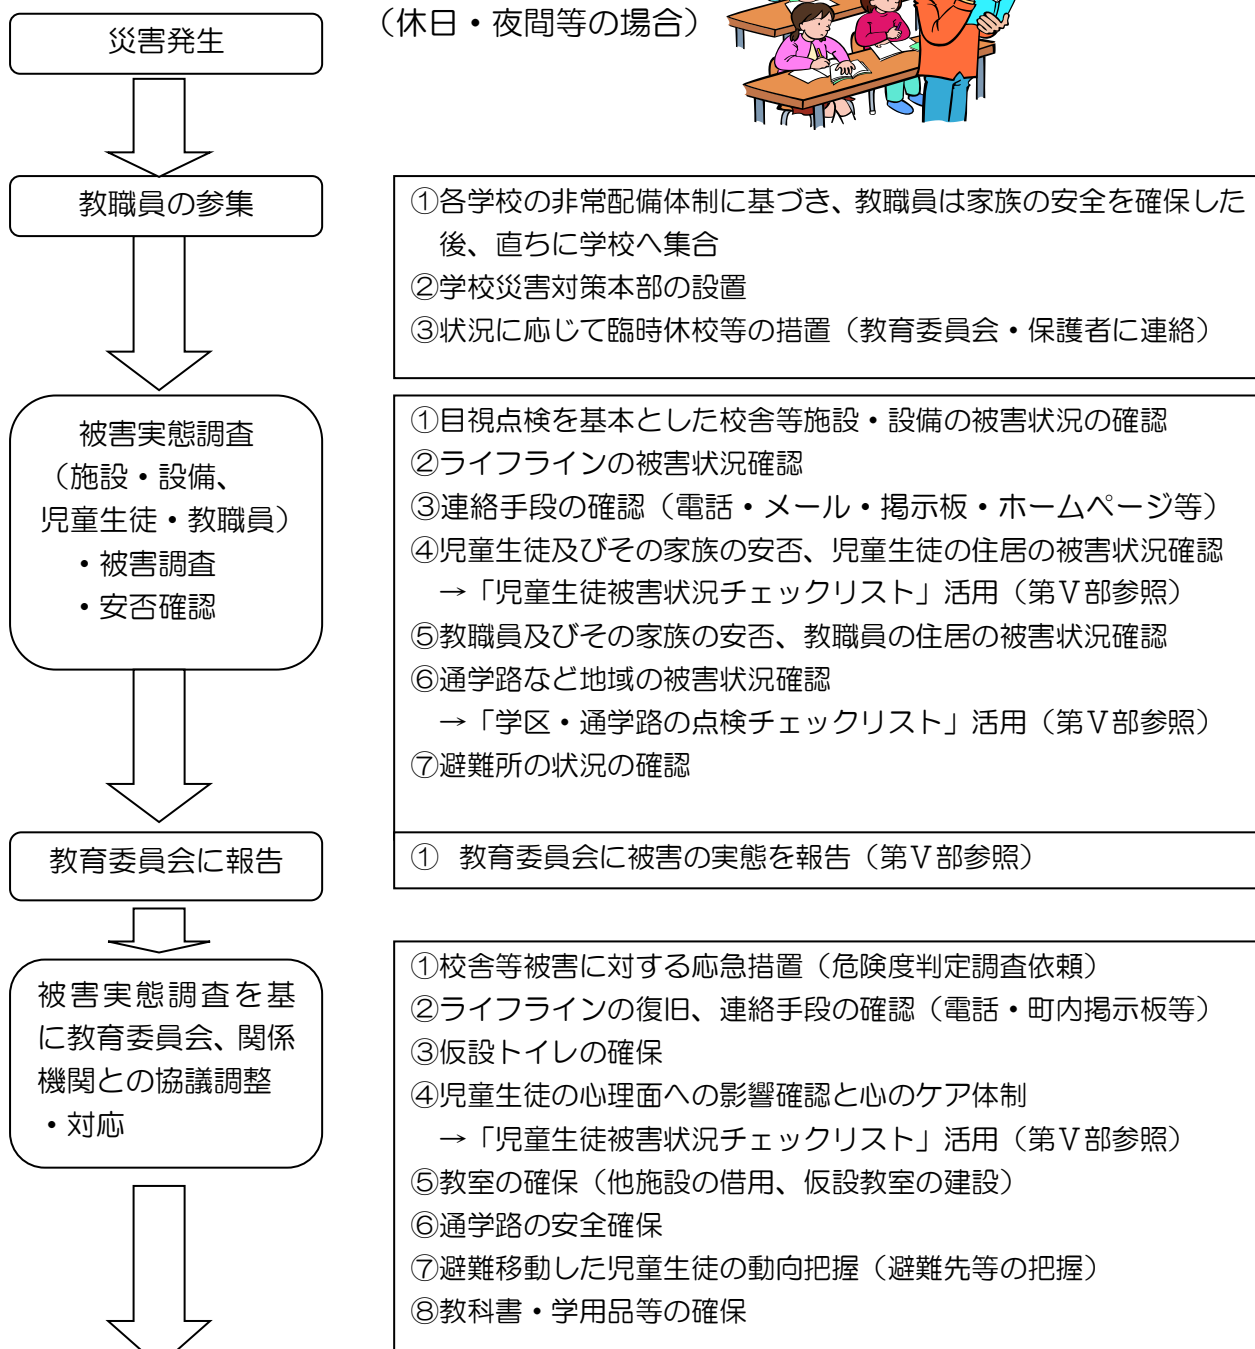 （休日・夜間等の場合）
災害発生
教職員の参集
①各学校の非常配備体制に基づき、教職員は家族の安全を確保した
後、直ちに学校へ集合
②学校災害対策本部の設置
③状況に応じて臨時休校等の措置（教育委員会・保護者に連絡）
被害実態調査
（施設・設備、
児童生徒・教職員）
・被害調査
・安否確認
①目視点検を基本とした校舎等施設・設備の被害状況の確認
②ライフラインの被害状況確認
③連絡手段の確認（電話・メール・掲示板・ホームページ等）
④児童生徒及びその家族の安否、児童生徒の住居の被害状況確認
→「児童生徒被害状況チェックリスト」活用（第Ⅴ部参照）
⑤教職員及びその家族の安否、教職員の住居の被害状況確認
⑥通学路など地域の被害状況確認
→「学区・通学路の点検チェックリスト」活用（第Ⅴ部参照）
⑦避難所の状況の確認
教育委員会に報告
① 教育委員会に被害の実態を報告（第Ⅴ部参照）
被害実態調査を基
に教育委員会、関係
機関との協議調整
・対応
①校舎等被害に対する応急措置（危険度判定調査依頼）
②ライフラインの復旧、連絡手段の確認（電話・町内掲示板等）
③仮設トイレの確保
④児童生徒の心理面への影響確認と心のケア体制
→「児童生徒被害状況チェックリスト」活用（第Ⅴ部参照）
⑤教室の確保（他施設の借用、仮設教室の建設）
⑥通学路の安全確保
⑦避難移動した児童生徒の動向把握（避難先等の把握）
⑧教科書・学用品等の確保